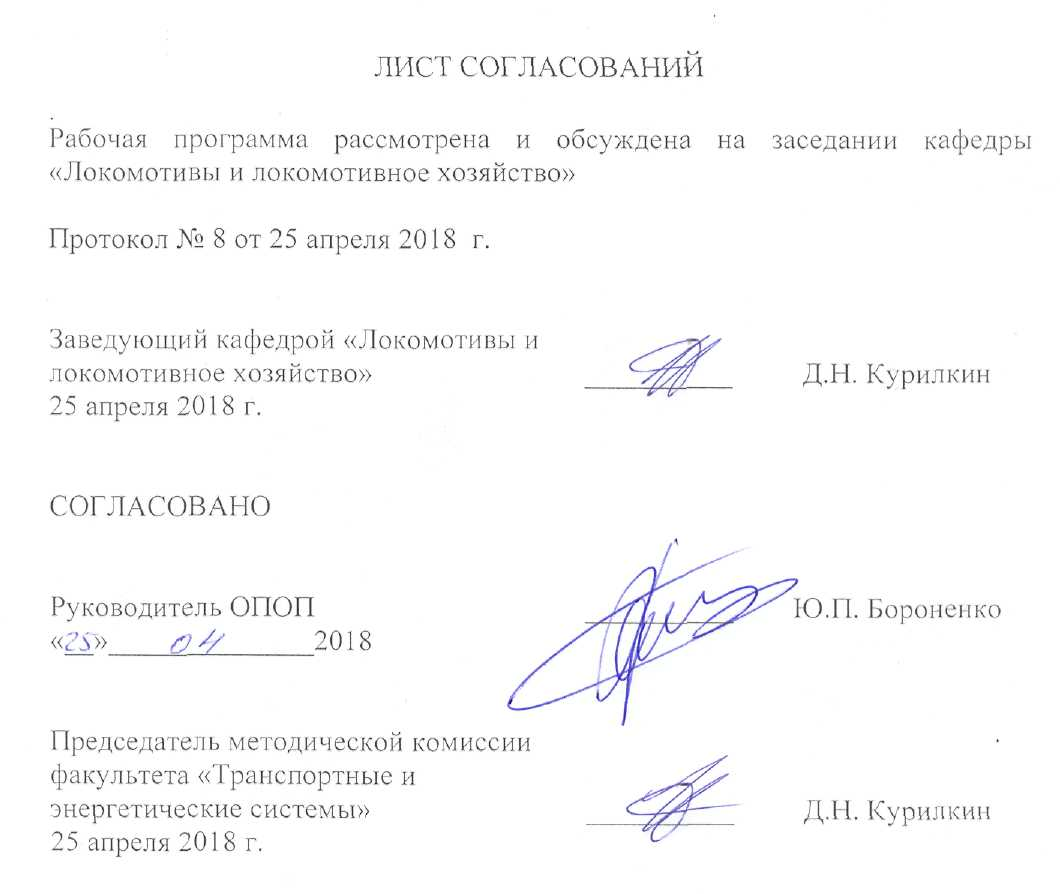 ЛИСТ СОГЛАСОВАНИЙ
Рабочая программа рассмотрена и обсуждена на заседании кафедры
«Локомотивы и локомотивное хозяйство»
Протокол № 8 от 25 апреля 2018 г.
Заведующий кафедрой «Локомотивы и
локомотивное хозяйство» Д.Н. Курилкин
25 апреля 2018 г.
СОГЛАСОВАНО
Руководитель ОПОП Ю.П. Бороненко
«25» 04 2018
Председатель методической комиссии
факультета «Транспортные и
энергетические системы» Д.Н. Курилкин
25 апреля 2018 г.